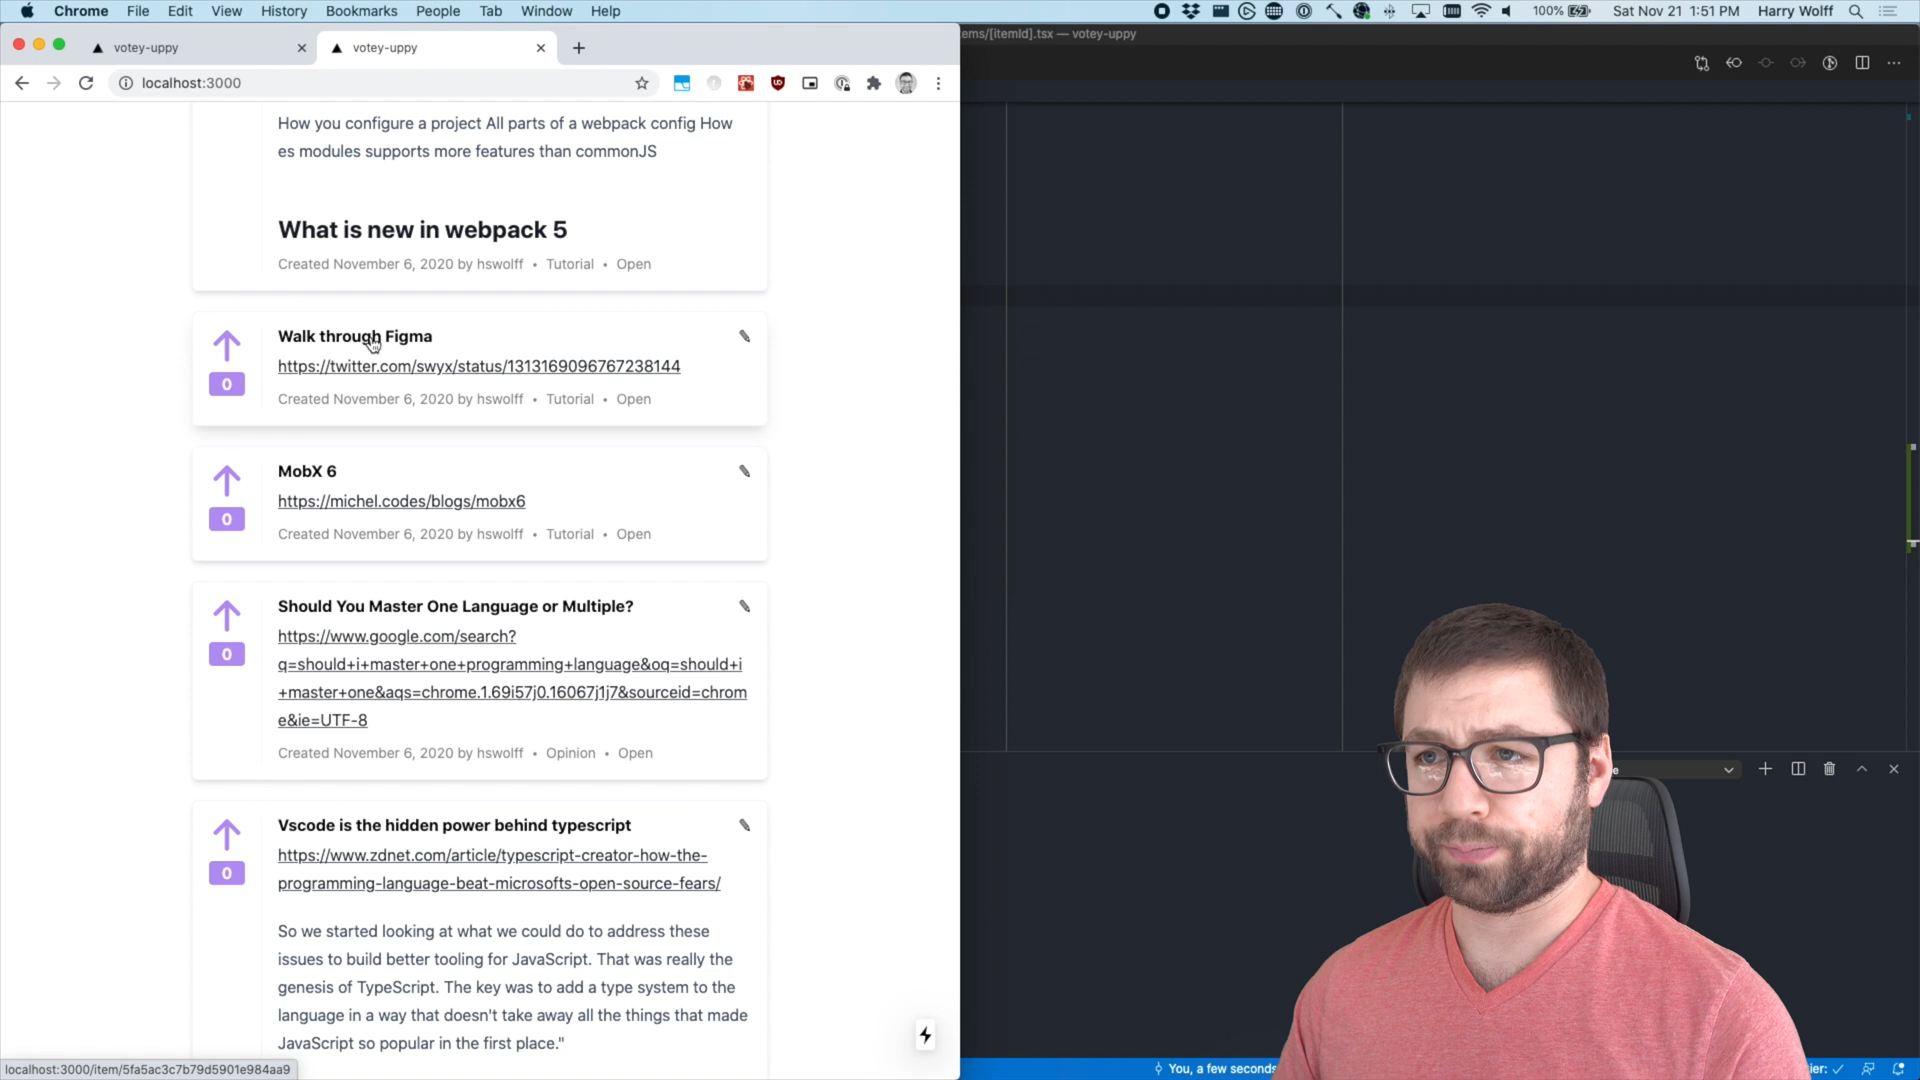 Chrome File Edit View History Bookmarks People Tab Window Help
100% Sat Nov 21 1:51 PM Harry Wolff
votey-uppy
votey-uppy
ems/[itemId].tsx — votey-uppy
localhost:3000
How you configure a project All parts of a webpack config How
es modules supports more features than commonJS
What is new in webpack 5
Created November 6, 2020 by hswolff • Tutorial • Open
Walk through Figma
0
https://twitter.com/swyx/status/1313169096767238144
Created November 6, 2020 by hswolff • Tutorial • Open
MobX 6
0
https://michel.codes/blogs/mobx6
Created November 6, 2020 by hswolff • Tutorial • Open
Should You Master One Language or Multiple?
0
https://www.google.com/search?
q=should+i+master+one+programming+language&oq=should+i
+master+one&aqs=chrome.1.69i57j0.16067j1j7&sourceid=chrom
e&ie=UTF-8
Created November 6, 2020 by hswolff • Opinion • Open
Vscode is the hidden power behind typescript
0
https://www.zdnet.com/article/typescript-creator-how-the-
programming-language-beat-microsofts-open-source-fears/
So we started looking at what we could do to address these
issues to build better tooling for JavaScript. That was really the
genesis of TypeScript. The key was to add a type system to the
language in a way that doesn't take away all the things that made
JavaScript so popular in the first place."
localhost:3000/item/5fa5ac3c7b79d5901e984aa9
e
You, a few seconds
ier: ✓